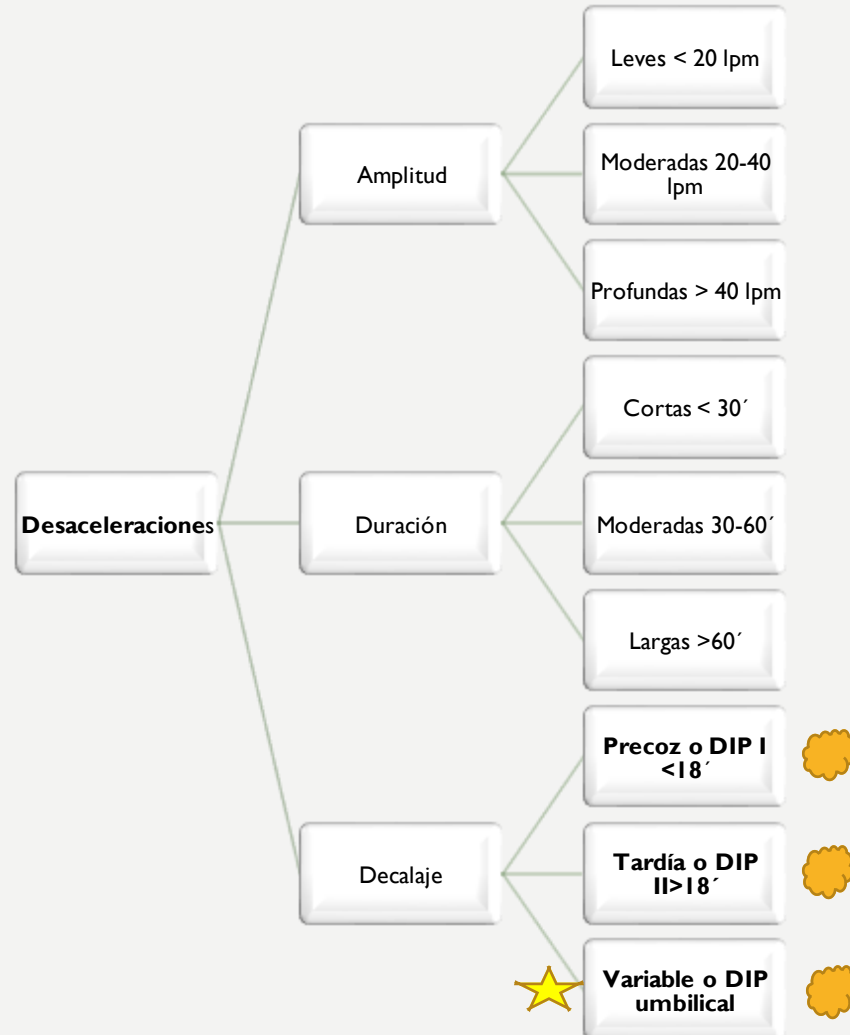 Desaceleraciones
Amplitud
Leves < 20 lpm
Moderadas 20-40
lpm
Profundas > 40 lpm
Duración
Cortas < 30´
Moderadas 30-60´
Largas >60´
Decalaje
Precoz o DIP I
<18´
Tardía o DIP
II>18´
Variable o DIP
umbilical